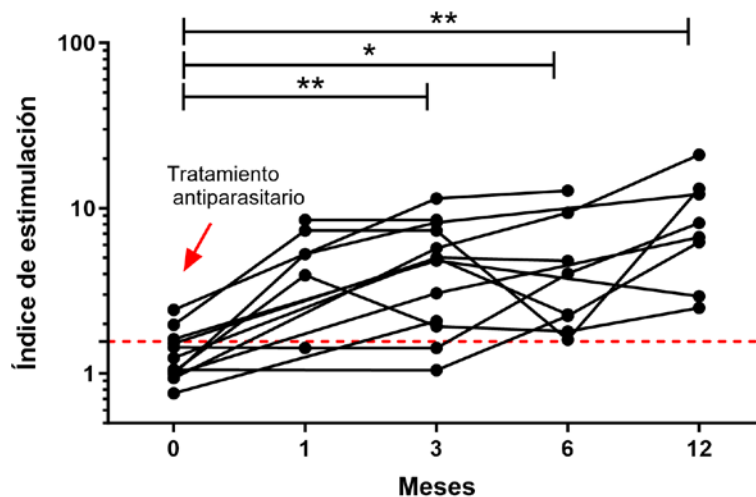 **
*
**
100
10
1
Índice de estimulación
Tratamiento
antiparasitario
0 1 3 6 12
Meses